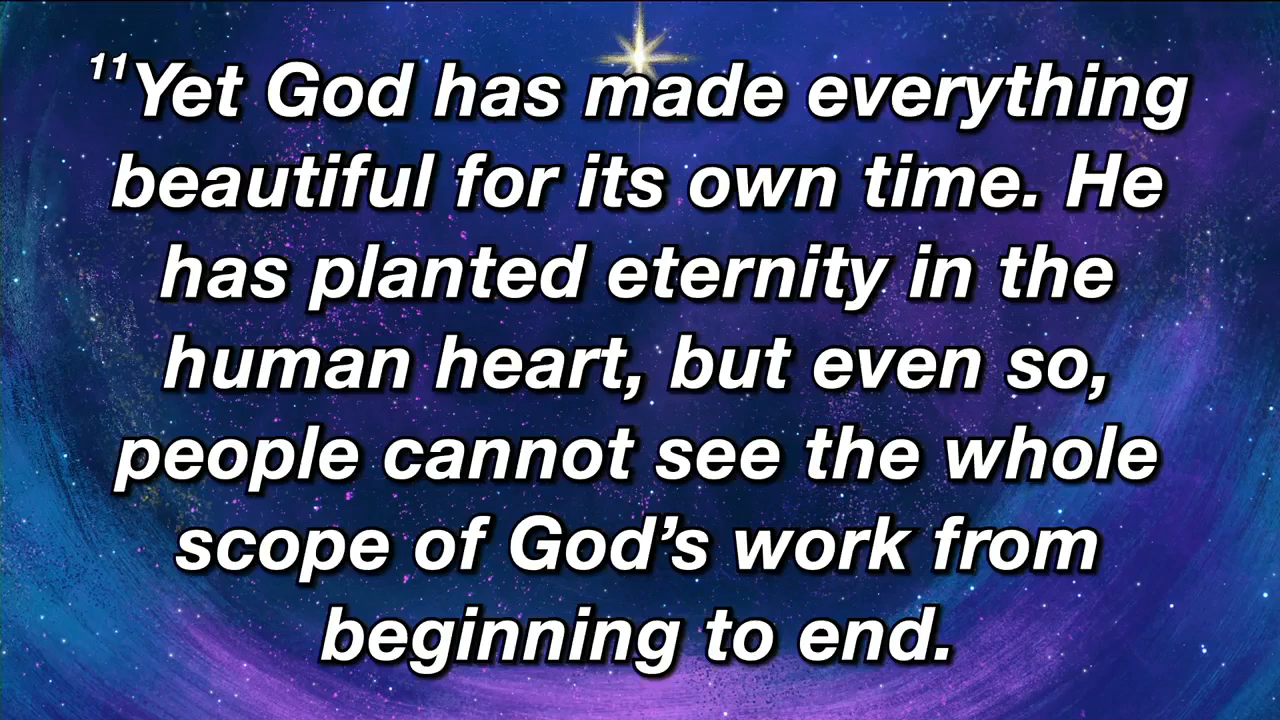 ¹¹Yet God has made everything
beautiful for its own time. He
has planted eternity in the
human heart, but even so,
people cannot see the whole
scope of God’s work from
beginning to end.